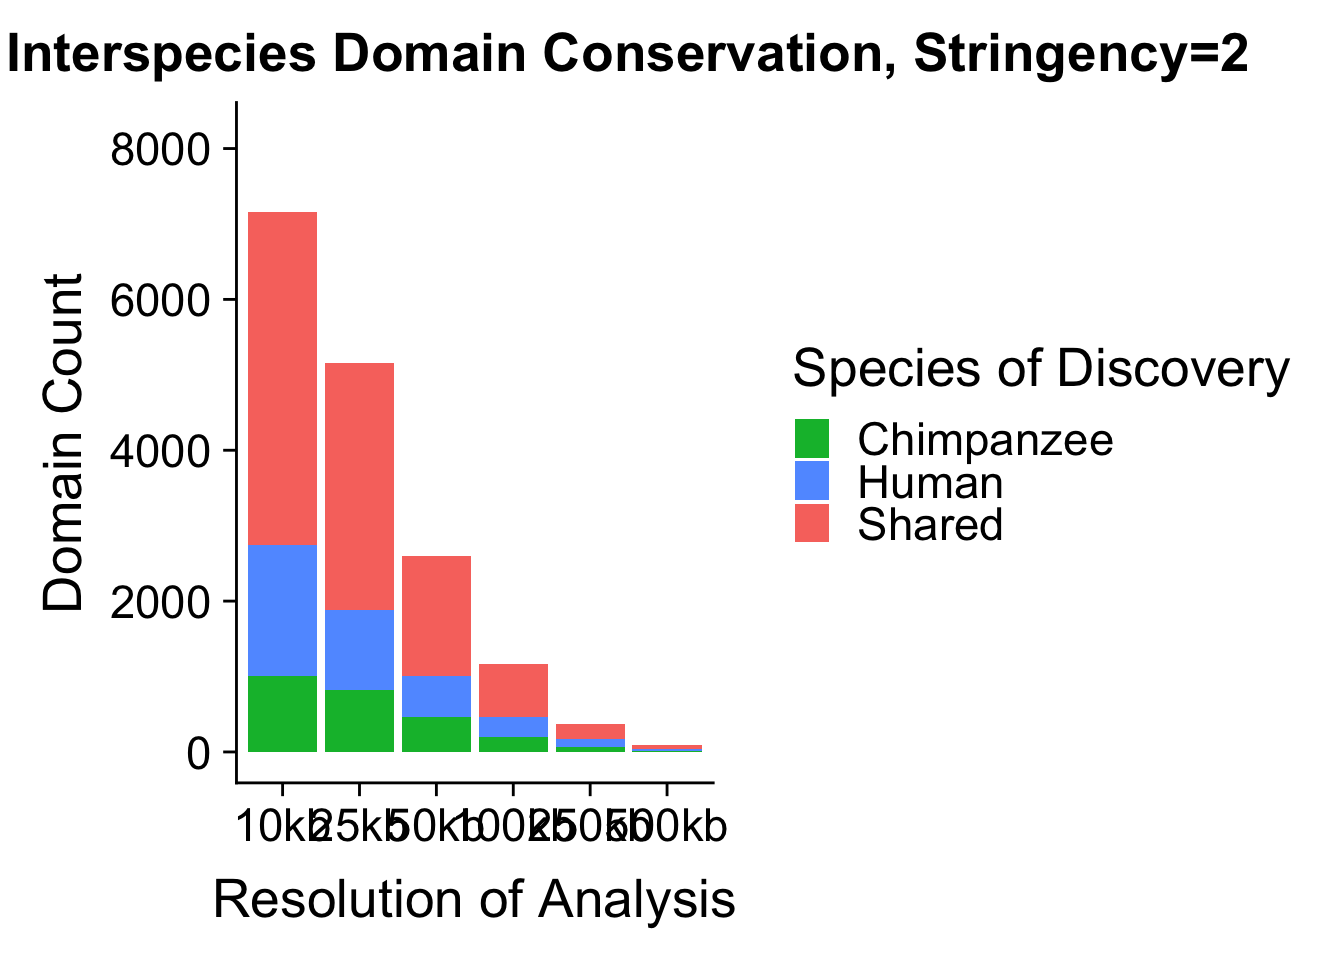 Interspecies Domain Conservation, Stringency=2
8000
6000
4000
2000
0
Domain Count
10kb
25kb
50kb
100kb
250kb
500kb
Resolution of Analysis
Species of Discovery
Chimpanzee
Human
Shared